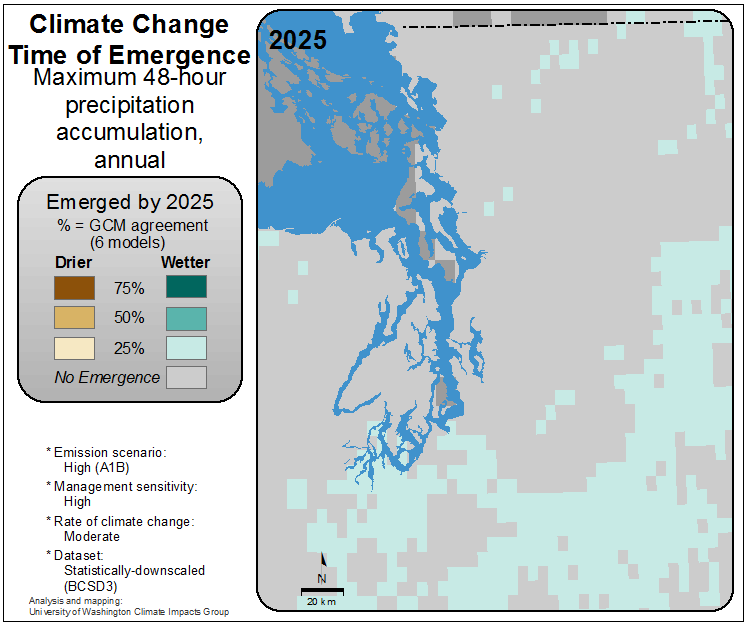 Climate Change
Time of Emergence
Maximum 48-hour
precipitation
accumulation,
annual
Emerged by 2025
% = GCM agreement
(6 models)
Drier Wetter
75%
50%
25%
No Emergence
* Emission scenario:
High (A1B)
* Management sensitivity:
High
* Rate of climate change:
Moderate
* Dataset:
Statistically-downscaled
(BCSD3)
Analysis and mapping:
University of Washington Climate Impacts Group
2025
N
20 km